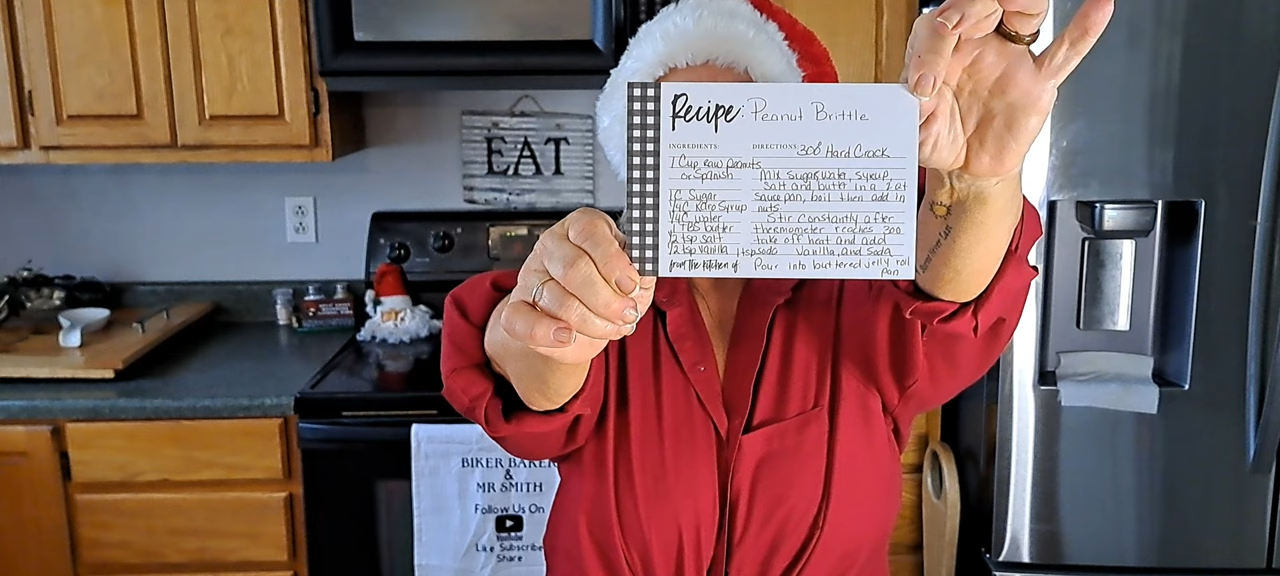 EAT
Recipe: Peanut Brittle
INGREDIENTS:
1 Cup raw Peanuts
or Spanish
1C Sugar
1/4C Karo Syrup
1/4C water
1 TBS butter
1/2 tsp salt
1/2 tsp vanilla 1tsp soda
from the kitchen of
DIRECTIONS: 300° Hard Crack
Mix sugar, water, syrup,
Salt and butter in a 2 qt
saucepan, boil then add in
nuts.
Stir constantly after
thermometer reaches 300
take off heat and add
Vanilla, and Soda
Pour into buttered jelly roll
pan
BIKER BAKER
&
MR SMITH
Follow Us On
YouTube
Like Subscribe
Share